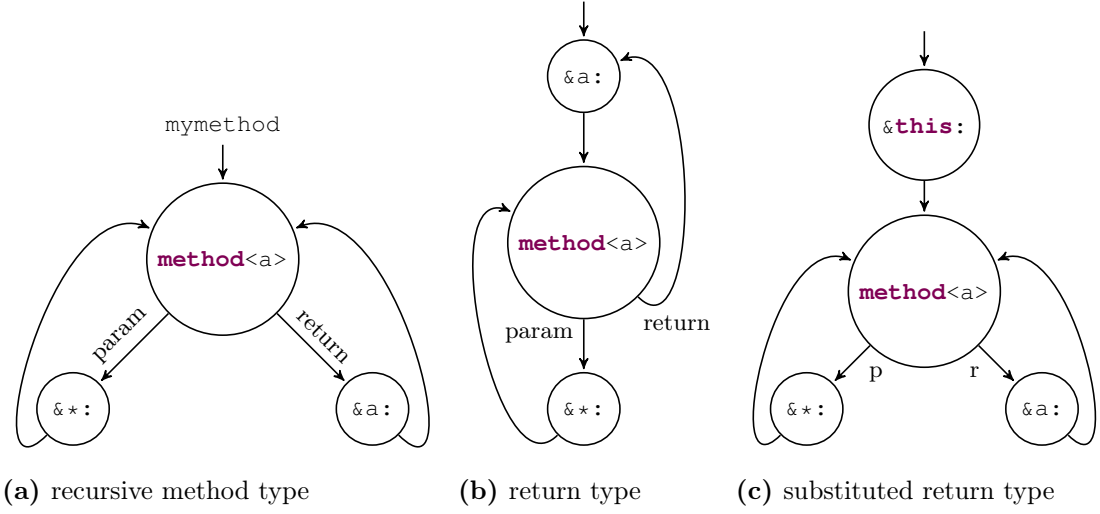 mymethod
method<a>
param
return
&*:
&a:
(a) recursive method type
&a:
method<a>
param
return
&*:
(b) return type
&this:
method<a>
p
r
&*:
&a:
(c) substituted return type